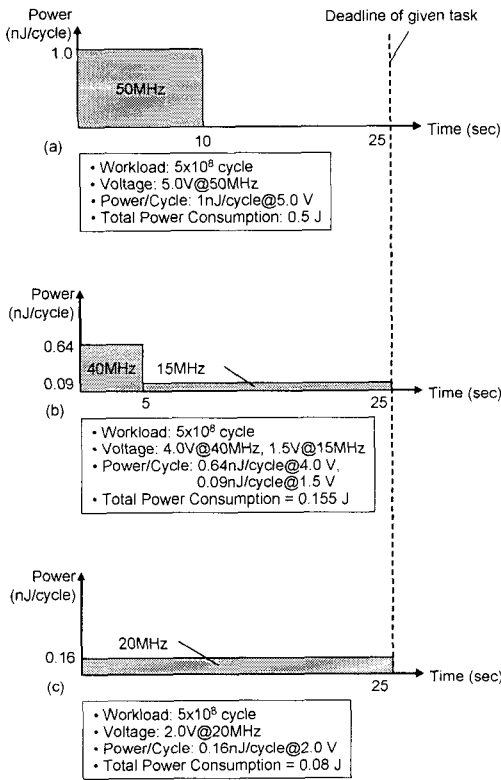 Power
(nJ/cycle)
Deadline of given task
1.0
50MHz
10
25
Time (sec)
(a)
• Workload: 5x10⁸ cycle
• Voltage: 5.0V@50MHz
• Power/Cycle: 1nJ/cycle@5.0 V
• Total Power Consumption: 0.5 J
Power
(nJ/cycle)
0.64
40MHz
15MHz
0.09
5
25
Time (sec)
(b)
• Workload: 5x10⁸ cycle
• Voltage: 4.0V@40MHz, 1.5V@15MHz
• Power/Cycle: 0.64nJ/cycle@4.0 V,
0.09nJ/cycle@1.5 V
• Total Power Consumption = 0.155 J
Power
(nJ/cycle)
20MHz
0.16
25
Time (sec)
(c)
• Workload: 5x10⁸ cycle
• Voltage: 2.0V@20MHz
• Power/Cycle: 0.16nJ/cycle@2.0 V
• Total Power Consumption = 0.08 J